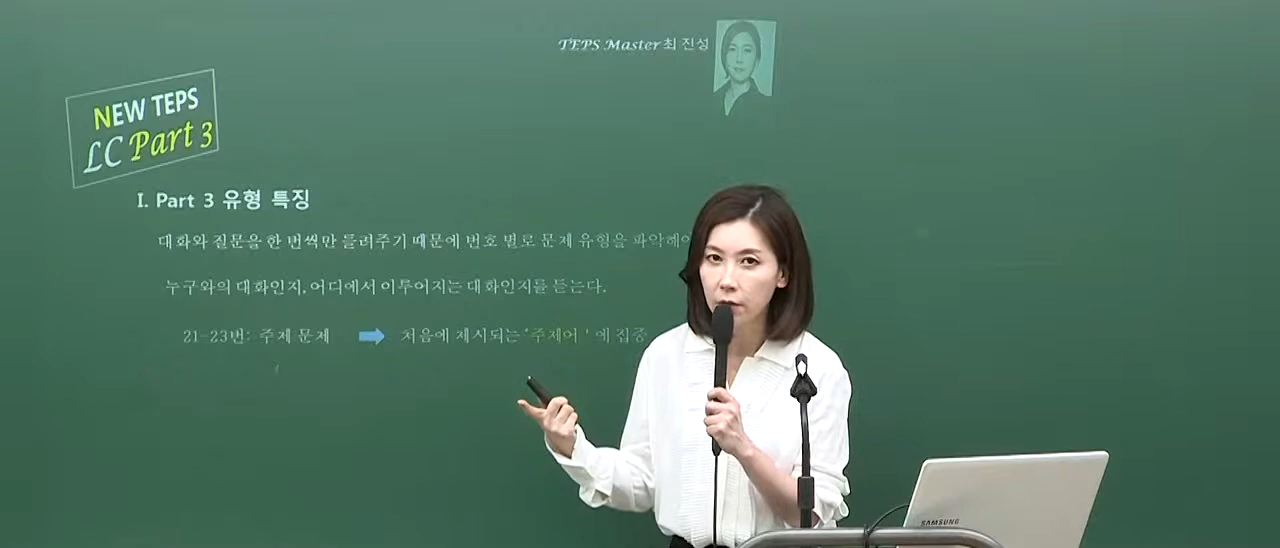 TEPS Master 최 진성
NEW TEPS
LC Part 3
I. Part 3 유형 특징
대화와 질문을 한 번씩만 들려주기 때문에 번호 별로 문제 유형을 파악해야
누구와의 대화인지, 어디에서 이루어지는 대화인지를 듣는다.
21-23번: 주제 문제 처음에 제시되는 '주제어' 에 집중
SAMSUNG